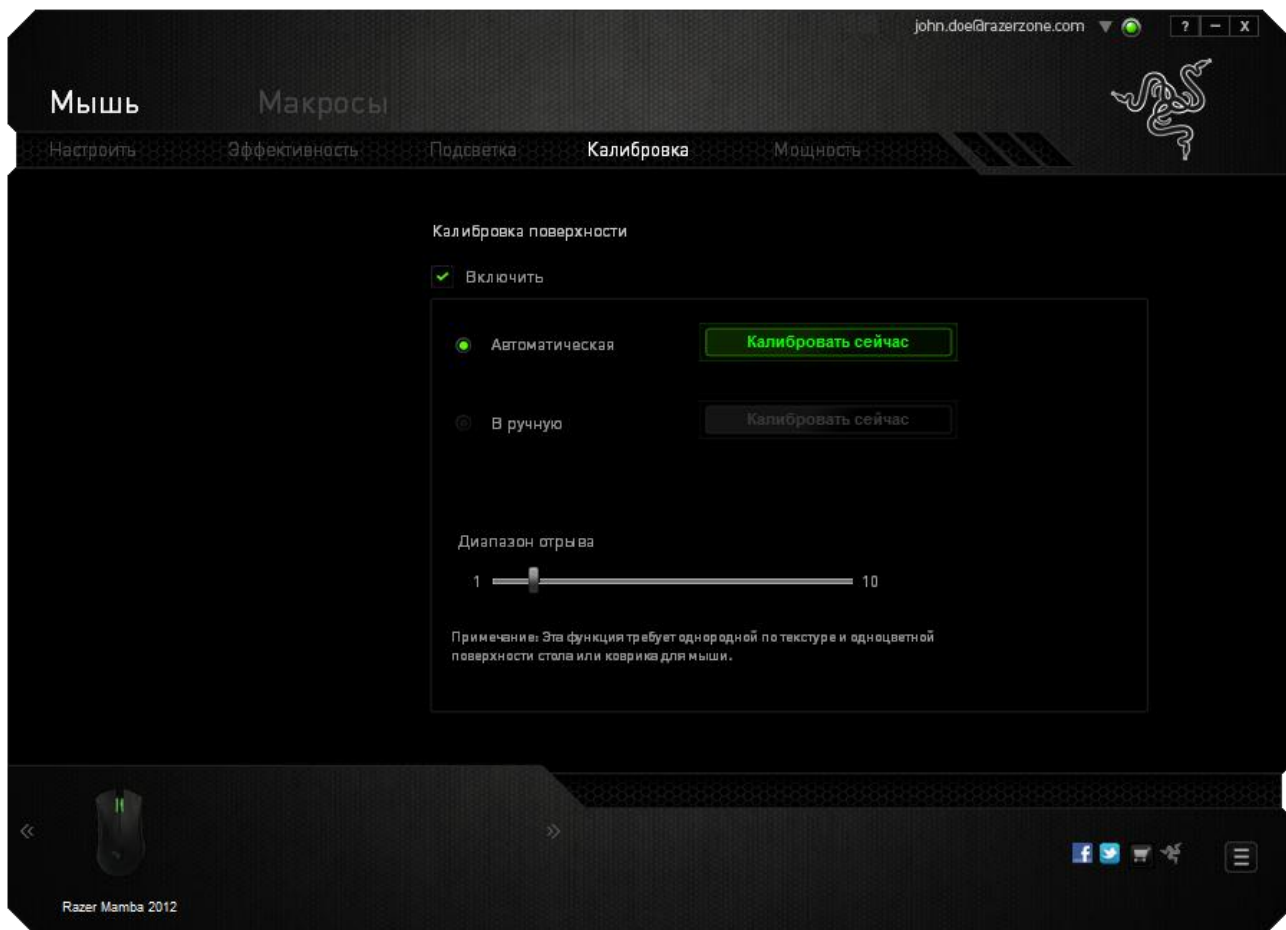 john.doe@razerzone.com
? – X
Мышь Макросы
Настроить Эффективность Подсветка Калибровка Мощность
Калибровка поверхности
Включить
Автоматическая Калибровать сейчас
В ручную Калибровать сейчас
Диапазон отрыва
1 10
Примечание: Эта функция требует однородной по текстуре и одноцветной
поверхности стола или коврика для мыши.
Razer Mamba 2012